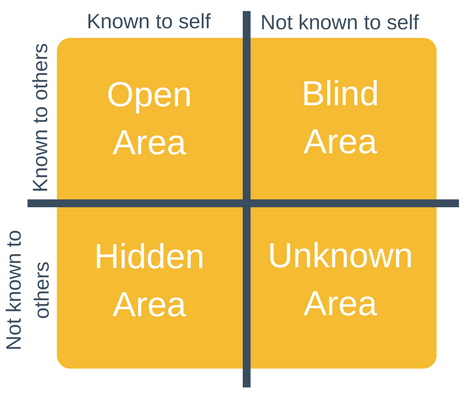 Known to self
Not known to self
Known to others
Open
Area
Blind
Area
Not known to
others
Hidden
Area
Unknown
Area